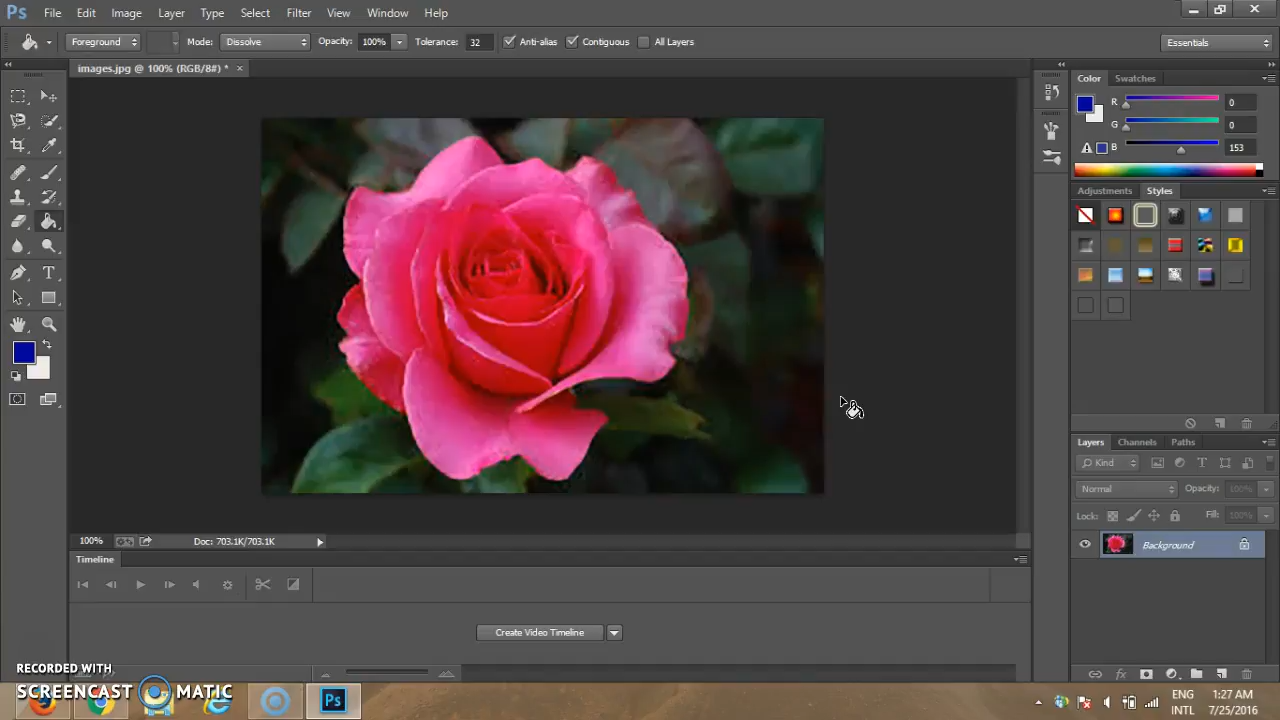 Ps File Edit Image Layer Type Select Filter View Window Help
Foreground Mode: Dissolve Opacity: 100% Tolerance: 32 Anti-alias Contiguous All Layers Essentials
images.jpg @ 100% (RGB/8#) * ×
Color Swatches
R 0
G 0
B 153
Adjustments Styles
T
Layers Channels Paths
Kind T
Normal Opacity: 100%
Lock: Fill: 100%
Background
100% Doc: 703.1K/703.1K
Timeline
Create Video Timeline
RECORDED WITH
SCREENCAST MATIC
Ps
ENG 1:27 AM
INTL 7/25/2016